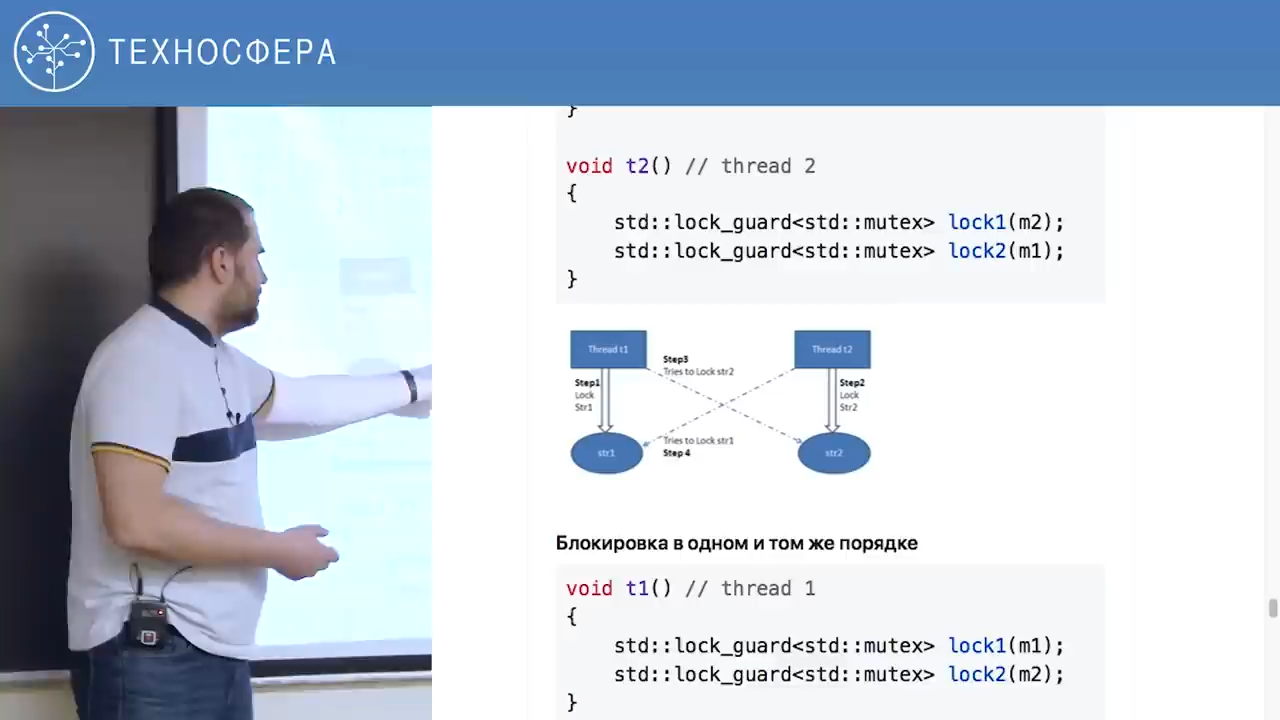 ТЕХНОСФЕРА
}
void t2() // thread 2
{
    std::lock_guard<std::mutex> lock1(m2);
    std::lock_guard<std::mutex> lock2(m1);
}
Thread t1
Thread t2
Step3
Tries to Lock str2
Step1
Lock
Str1
Step2
Lock
Str2
Tries to Lock str1
Step 4
str1
str2
Блокировка в одном и том же порядке
void t1() // thread 1
{
    std::lock_guard<std::mutex> lock1(m1);
    std::lock_guard<std::mutex> lock2(m2);
}